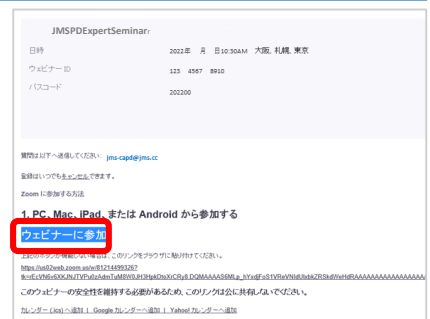 JMSPDExpertSeminar
日時 2022年 月 日10:30AM 大阪, 札幌, 東京
ウェビナー ID 123 4567 8910
パスコード 202200
質問は以下へ送信してください: jms-capd@jms.cc
登録はいつでもキャンセルできます。
Zoom に参加する方法
1. PC、Mac、iPad、または Android から参加する
ウェビナーに参加
上記のボタンが機能しない場合は、このリンクをブラウザに貼り付けてください。
https://us02web.zoom.us/w/81214499326?
このウェビナーの安全性を維持する必要があるため、このリンクは公に共有しないでください。
カレンダー (.ics) へ追加 | Google カレンダーへ追加 | Yahoo! カレンダーへ追加